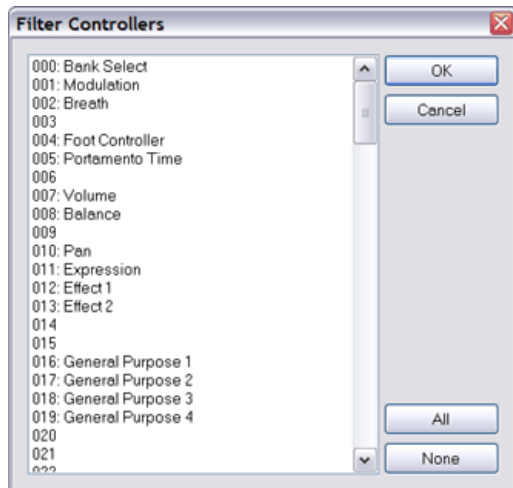 Filter Controllers
000: Bank Select
001: Modulation
002: Breath
003
004: Foot Controller
005: Portamento Time
006
007: Volume
008: Balance
009
010: Pan
011: Expression
012: Effect 1
013: Effect 2
014
015
016: General Purpose 1
017: General Purpose 2
018: General Purpose 3
019: General Purpose 4
020
021
022
OK
Cancel
All
None